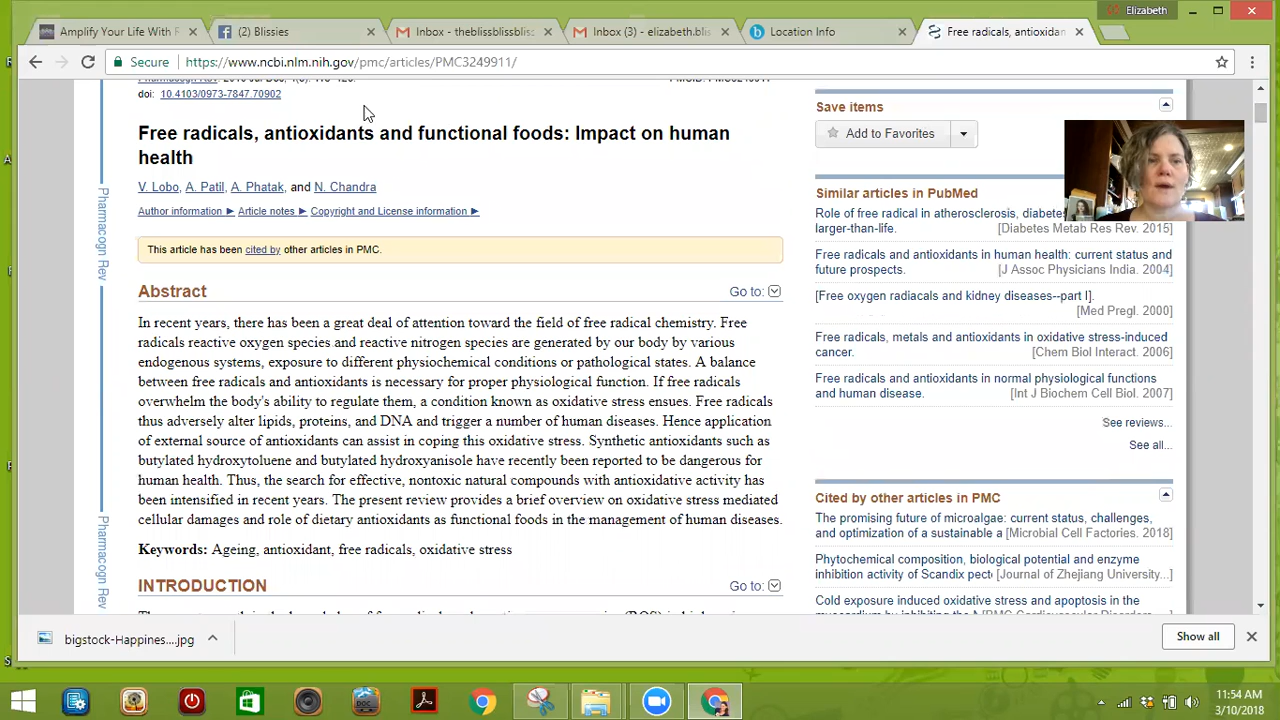 Elizabeth
Amplify Your Life With F
(2) Blissies
Inbox - theblissblissblis
Inbox (3) - elizabeth.blis
Location Info
Free radicals, antioxidan
Secure
https://www.ncbi.nlm.nih.gov/pmc/articles/PMC3249911/
doi: 10.4103/0973-7847.70902
Free radicals, antioxidants and functional foods: Impact on human
health
V. Lobo, A. Patil, A. Phatak, and N. Chandra
Author information ▶ Article notes ▶ Copyright and License information ▶
This article has been cited by other articles in PMC.
Abstract
Go to:
In recent years, there has been a great deal of attention toward the field of free radical chemistry. Free
radicals reactive oxygen species and reactive nitrogen species are generated by our body by various
endogenous systems, exposure to different physiochemical conditions or pathological states. A balance
between free radicals and antioxidants is necessary for proper physiological function. If free radicals
overwhelm the body's ability to regulate them, a condition known as oxidative stress ensues. Free radicals
thus adversely alter lipids, proteins, and DNA and trigger a number of human diseases. Hence application
of external source of antioxidants can assist in coping this oxidative stress. Synthetic antioxidants such as
butylated hydroxytoluene and butylated hydroxyanisole have recently been reported to be dangerous for
human health. Thus, the search for effective, nontoxic natural compounds with antioxidative activity has
been intensified in recent years. The present review provides a brief overview on oxidative stress mediated
cellular damages and role of dietary antioxidants as functional foods in the management of human diseases.
Keywords: Ageing, antioxidant, free radicals, oxidative stress
INTRODUCTION
Go to:
Pharmacogn Rev
Pharmacogn Rev
Save items
Add to Favorites
Similar articles in PubMed
Role of free radical in atherosclerosis, diabetes
larger-than-life. [Diabetes Metab Res Rev. 2015]
Free radicals and antioxidants in human health: current status and
future prospects. [J Assoc Physicians India. 2004]
[Free oxygen radiacals and kidney diseases--part I].
[Med Pregl. 2000]
Free radicals, metals and antioxidants in oxidative stress-induced
cancer. [Chem Biol Interact. 2006]
Free radicals and antioxidants in normal physiological functions
and human disease. [Int J Biochem Cell Biol. 2007]
See reviews...
See all...
Cited by other articles in PMC
The promising future of microalgae: current status, challenges,
and optimization of a sustainable a [Microbial Cell Factories. 2018]
Phytochemical composition, biological potential and enzyme
inhibition activity of Scandix pect [Journal of Zhejiang University...]
Cold exposure induced oxidative stress and apoptosis in the
bigstock-Happines....jpg
Show all
11:54 AM
3/10/2018